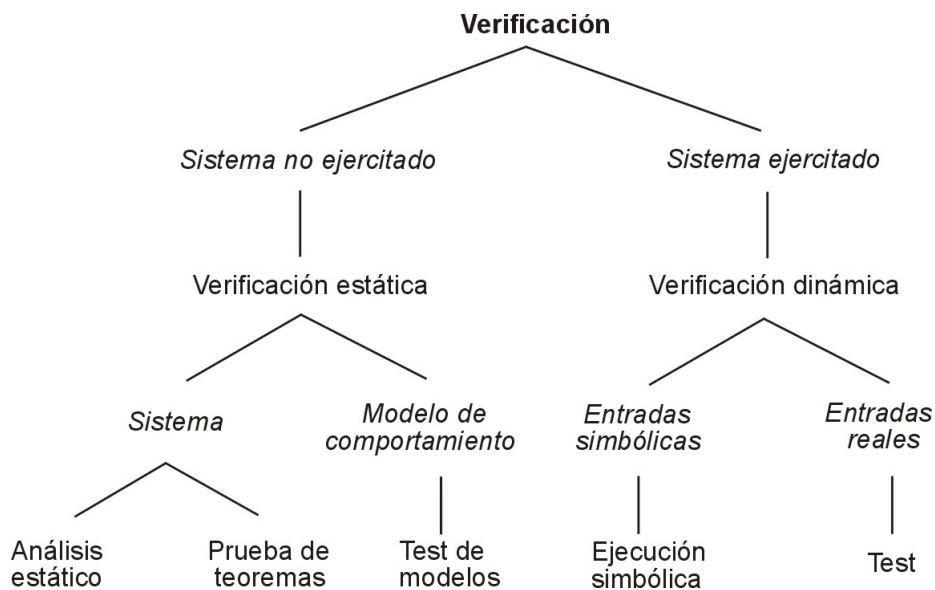 Verificación
Sistema no ejercitado
Sistema ejercitado
Verificación estática
Verificación dinámica
Sistema
Modelo de
comportamiento
Entradas
simbólicas
Entradas
reales
Análisis
estático
Prueba de
teoremas
Test de
modelos
Ejecución
simbólica
Test